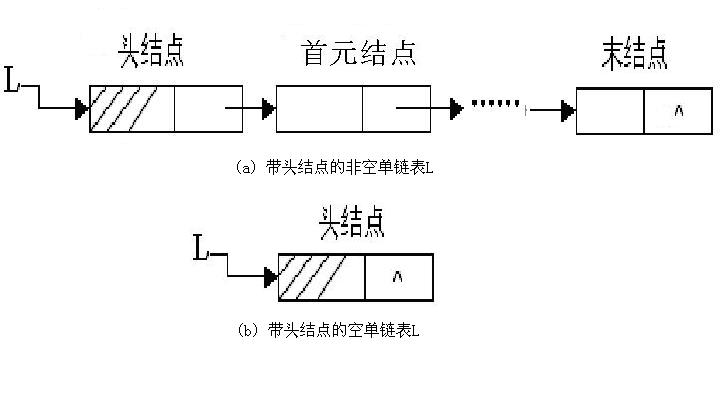 头结点 首元结点 末结点
L ^
(a) 带头结点的非空单链表L
头结点
L ^
(b) 带头结点的空单链表L